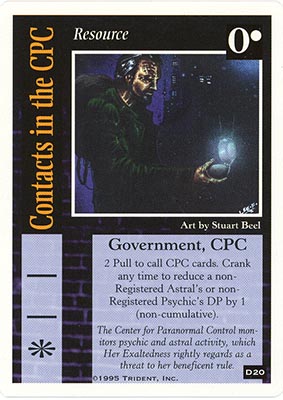 Contacts in the CPC
Resource
0•
Art by Stuart Beel
Government, CPC
2 Pull to call CPC cards. Crank
any time to reduce a non-
Registered Astral's or non-
Registered Psychic's DP by 1
(non-cumulative).
The Center for Paranormal Control mon-
itors psychic and astral activity, which
Her Exaltedness rightly regards as a
threat to her beneficent rule.
D20
©1995 TRIDENT, INC.